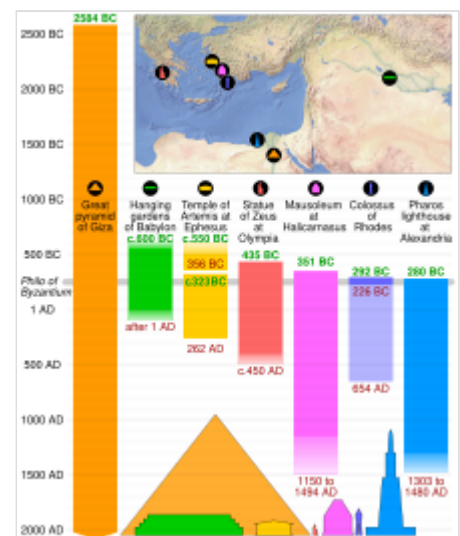 2584 BC
2500 BC
2000 BC
1500 BC
1000 BC
Great
pyramid
of Giza
Hanging
gardens
of Babylon
c.600 BC
Temple of
Artemis at
Ephesus
c.550 BC
Statue
of Zeus
at
Olympia
435 BC
Mausoleum
at
Halicarnasus
351 BC
Colossus
of
Rhodes
292 BC
Pharos
lighthouse
at
Alexandria
280 BC
500 BC
356 BC
Philo of
Byzantium
c.323BC
226 BC
1 AD
after 1 AD
262 AD
500 AD
c.450 AD
654 AD
1000 AD
1500 AD
1150 to
1494 AD
1303 to
1480 AD
2000 AD